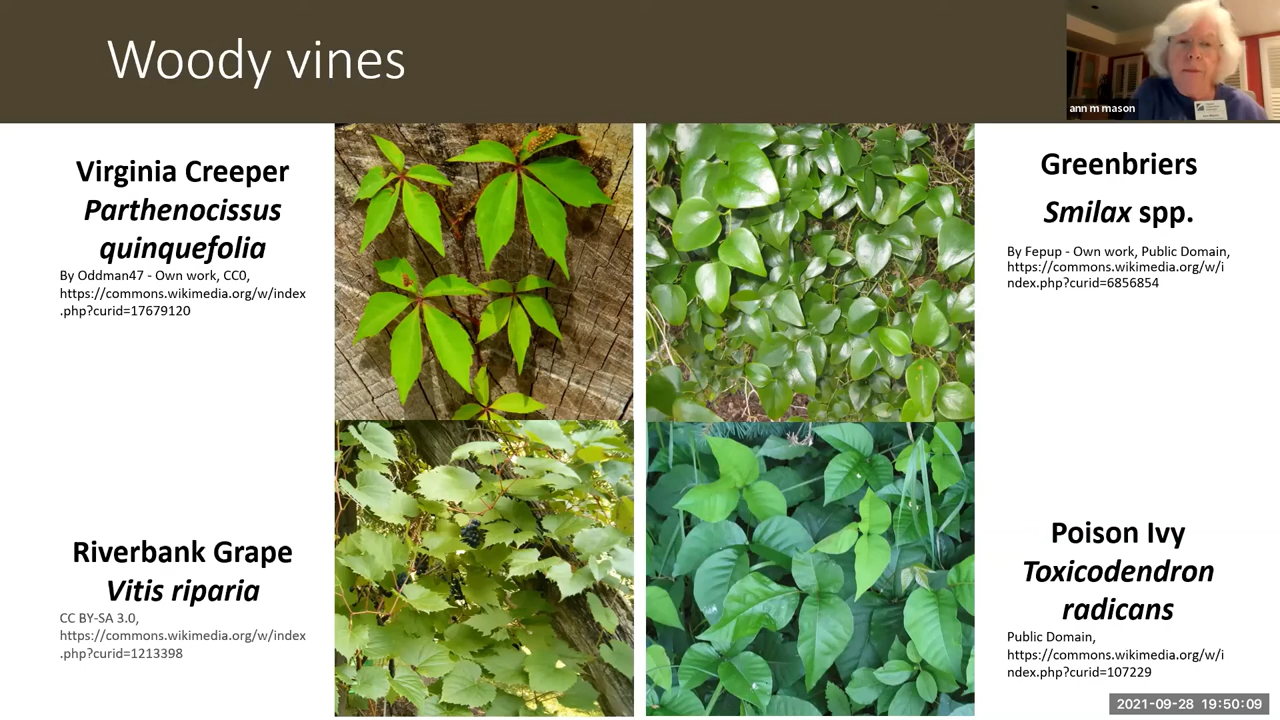 Woody vines
ann m mason
Virginia Creeper
Parthenocissus
quinquefolia
By Oddman47 - Own work, CC0,
https://commons.wikimedia.org/w/index
.php?curid=17679120
Greenbriers
Smilax spp.
By Fepup - Own work, Public Domain,
https://commons.wikimedia.org/w/i
ndex.php?curid=6856854
Riverbank Grape
Vitis riparia
CC BY-SA 3.0,
https://commons.wikimedia.org/w/index
.php?curid=1213398
Poison Ivy
Toxicodendron
radicans
Public Domain,
https://commons.wikimedia.org/w/i
ndex.php?curid=107229
2021-09-28 19:50:09